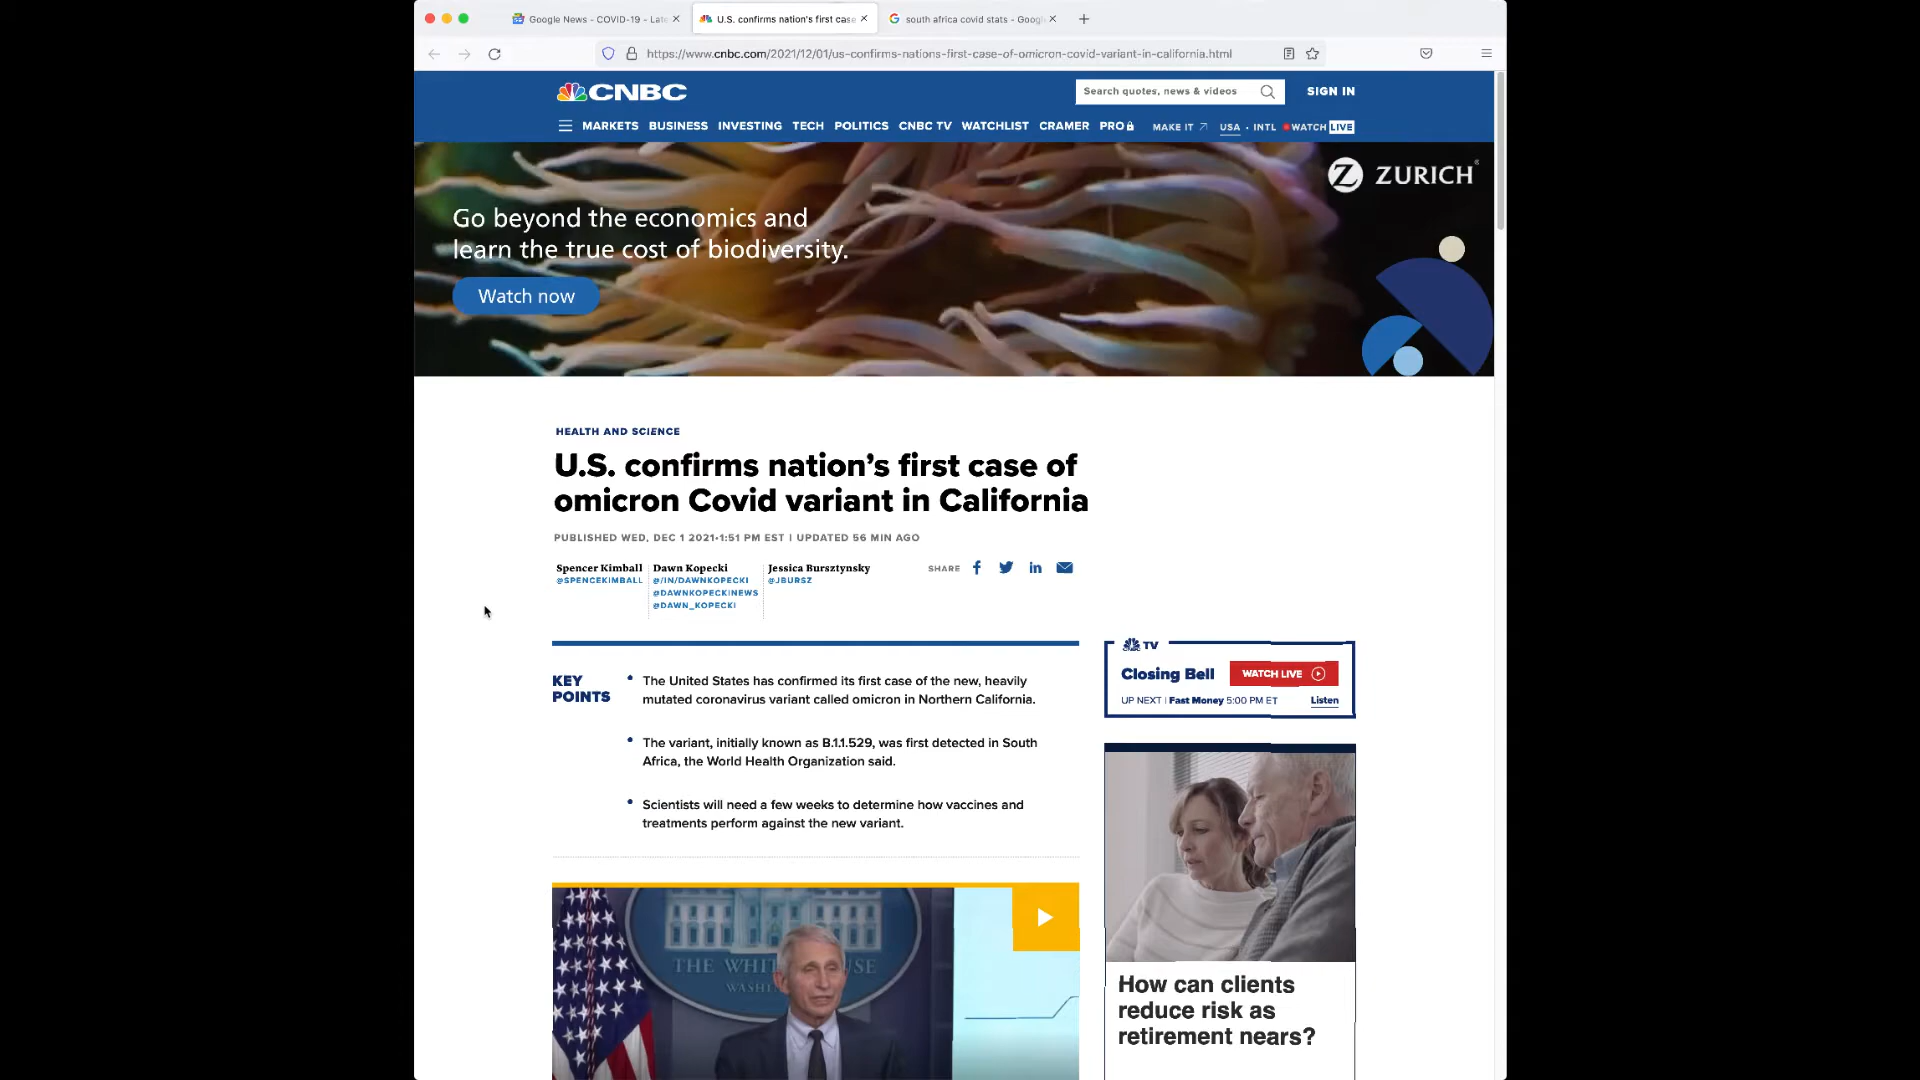 Google News - COVID-19 - Late
U.S. confirms nation's first case
south africa covid stats - Googl
https://www.cnbc.com/2021/12/01/us-confirms-nations-first-case-of-omicron-covid-variant-in-california.html
CNBC
Search quotes, news & videos
SIGN IN
MARKETS BUSINESS INVESTING TECH POLITICS CNBC TV WATCHLIST CRAMER PRO MAKE IT USA · INTL WATCH LIVE
ZURICH®
Go beyond the economics and
learn the true cost of biodiversity.
Watch now
HEALTH AND SCIENCE
U.S. confirms nation's first case of
omicron Covid variant in California
PUBLISHED WED, DEC 1 2021•1:51 PM EST | UPDATED 56 MIN AGO
Spencer Kimball
@SPENCEKIMBALL
Dawn Kopecki
@/IN/DAWNKOPECKI
@DAWNKOPECKINEWS
@DAWN_KOPECKI
Jessica Bursztynsky
@JBURSZ
SHARE
KEY
POINTS
The United States has confirmed its first case of the new, heavily
mutated coronavirus variant called omicron in Northern California.
The variant, initially known as B.1.1.529, was first detected in South
Africa, the World Health Organization said.
Scientists will need a few weeks to determine how vaccines and
treatments perform against the new variant.
TV
Closing Bell
WATCH LIVE
UP NEXT | Fast Money 5:00 PM ET
Listen
How can clients
reduce risk as
retirement nears?